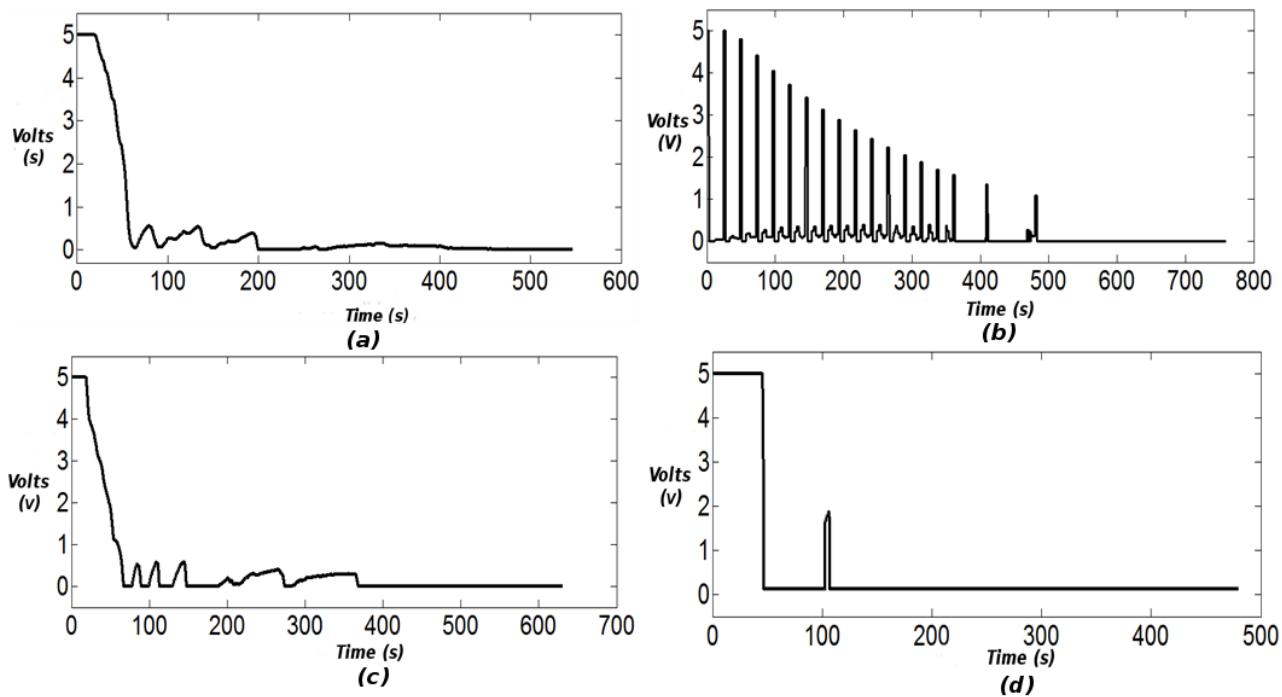 5
4
3
Volts
(s)
2
1
0
0 100 200 300 400 500 600
Time (s)
(a)
5
4
3
Volts
(V)
2
1
0
0 100 200 300 400 500 600 700 800
Time (s)
(b)
5
4
3
Volts
(v)
2
1
0
0 100 200 300 400 500 600 700
Time (s)
(c)
5
4
3
Volts
(v)
2
1
0
0 100 200 300 400 500
Time (s)
(d)